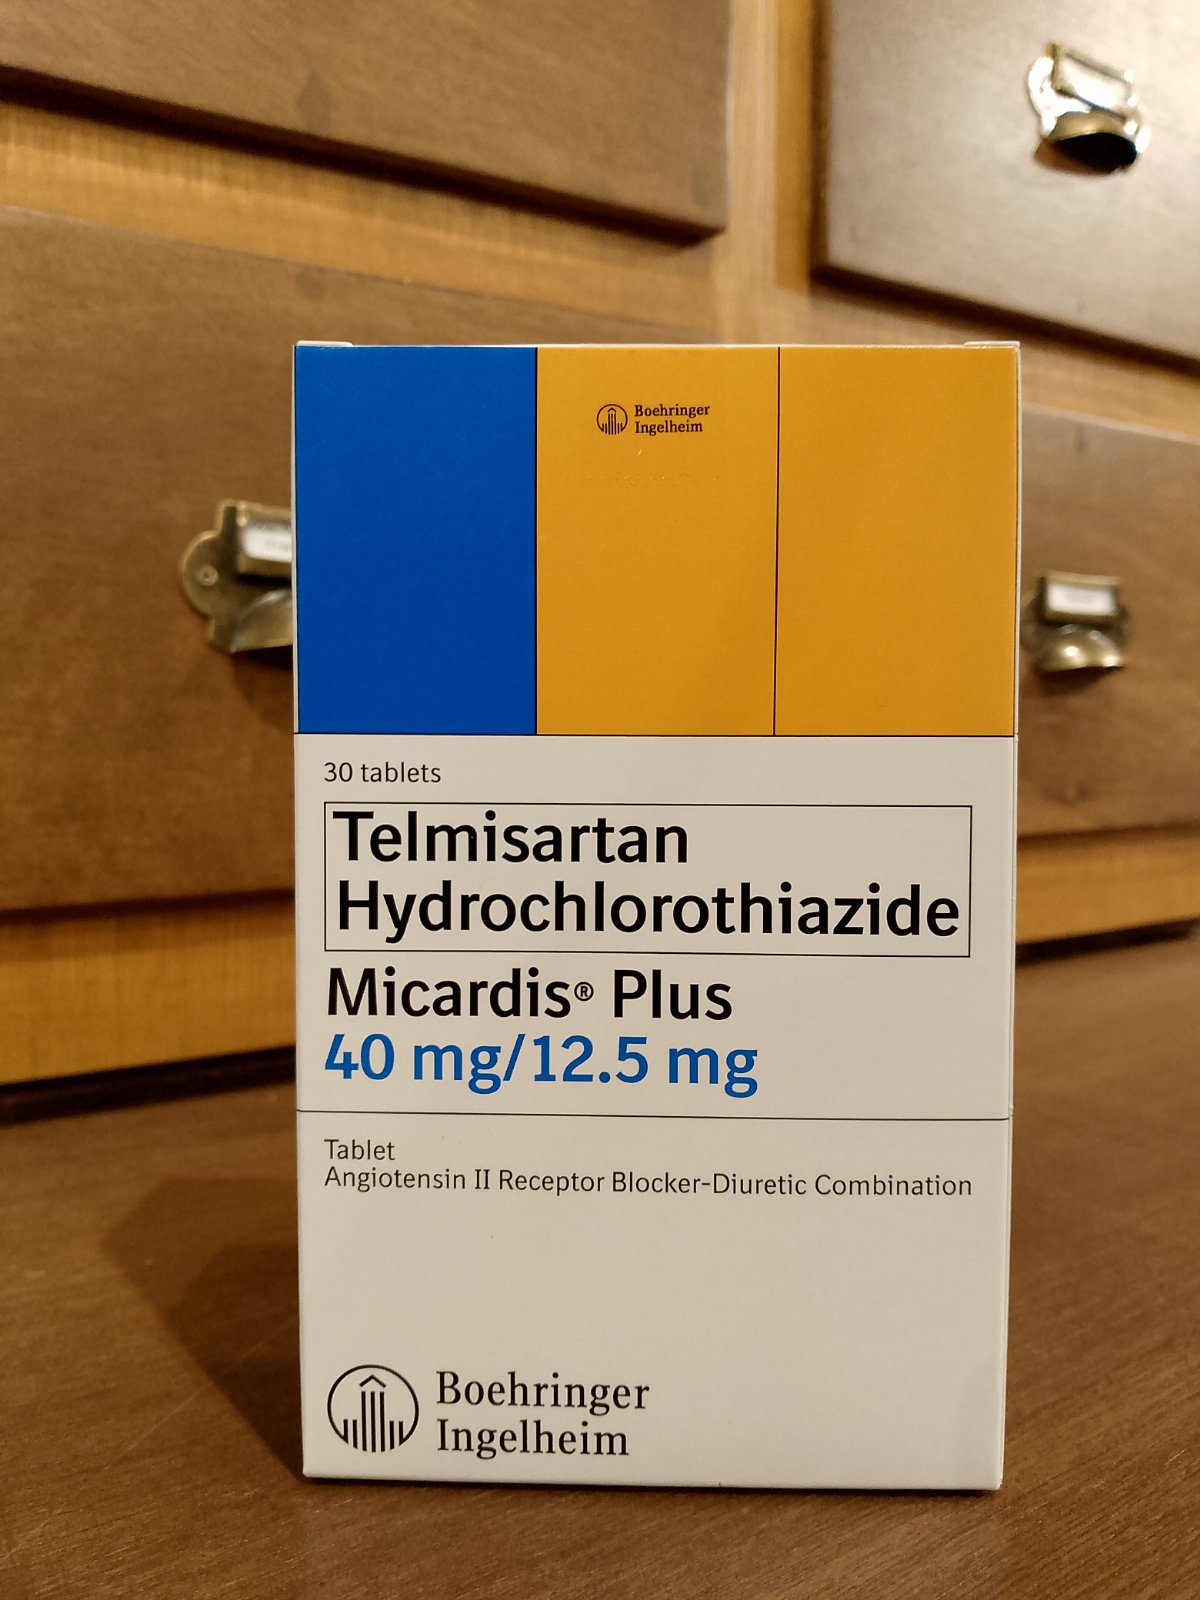 Boehringer
Ingelheim
30 tablets
Telmisartan
Hydrochlorothiazide
Micardis® Plus
40 mg/12.5 mg
Tablet
Angiotensin II Receptor Blocker-Diuretic Combination
Boehringer
Ingelheim